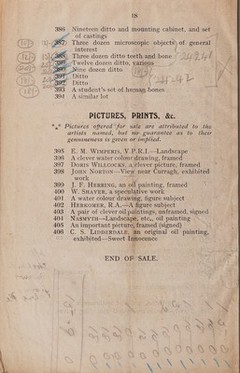 18
386 Nineteen ditto and mounting cabinet, and set
of castings
387 Three dozen microscopic objects of general
interest
388 Three dozen ditto teeth and bone
389 Twelve dozen ditto, various
390 Nine dozen ditto
391 Ditto
392 Ditto
393 A student's set of human bones
394 A similar lot
PICTURES, PRINTS, &c.
*** Pictures offered for sale are attributed to the
artists named, but no guarantee as to their
genuineness is given or implied.
395 E. M. WIMPERIS, V.P.R.I.—Landscape
396 A clever water colour drawing, framed
397 DORIS WILLCOCKS, a clever picture, framed
398 JOHN NORTON—View near Curragh, exhibited
work
399 J. F. HERRING, an oil painting, framed
400 W. SHAYER, a speculative work
401 A water colour drawing, figure subject
402 HERKOMER, R.A.—A figure subject
403 A pair of clever oil paintings, unframed, signed
404 NASMYTH—Landscape, etc., oil painting
405 An important picture, framed (signed)
406 C. S. LIDDERDALE, an original oil painting,
exhibited—Sweet Innocence
END OF SALE.